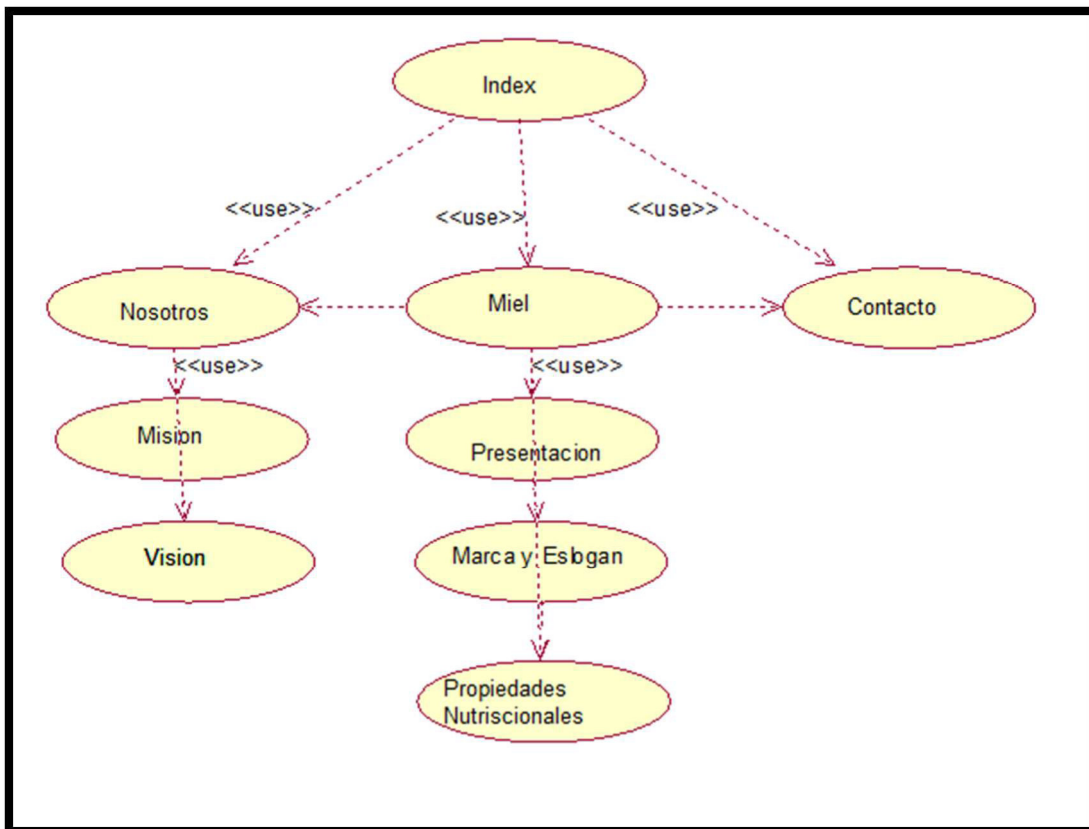 Index
<<use>>
<<use>>
<<use>>
Nosotros
Miel
Contacto
<<use>>
<<use>>
Mision
Presentacion
Vision
Marca y Eslogan
Propiedades
Nutriscionales